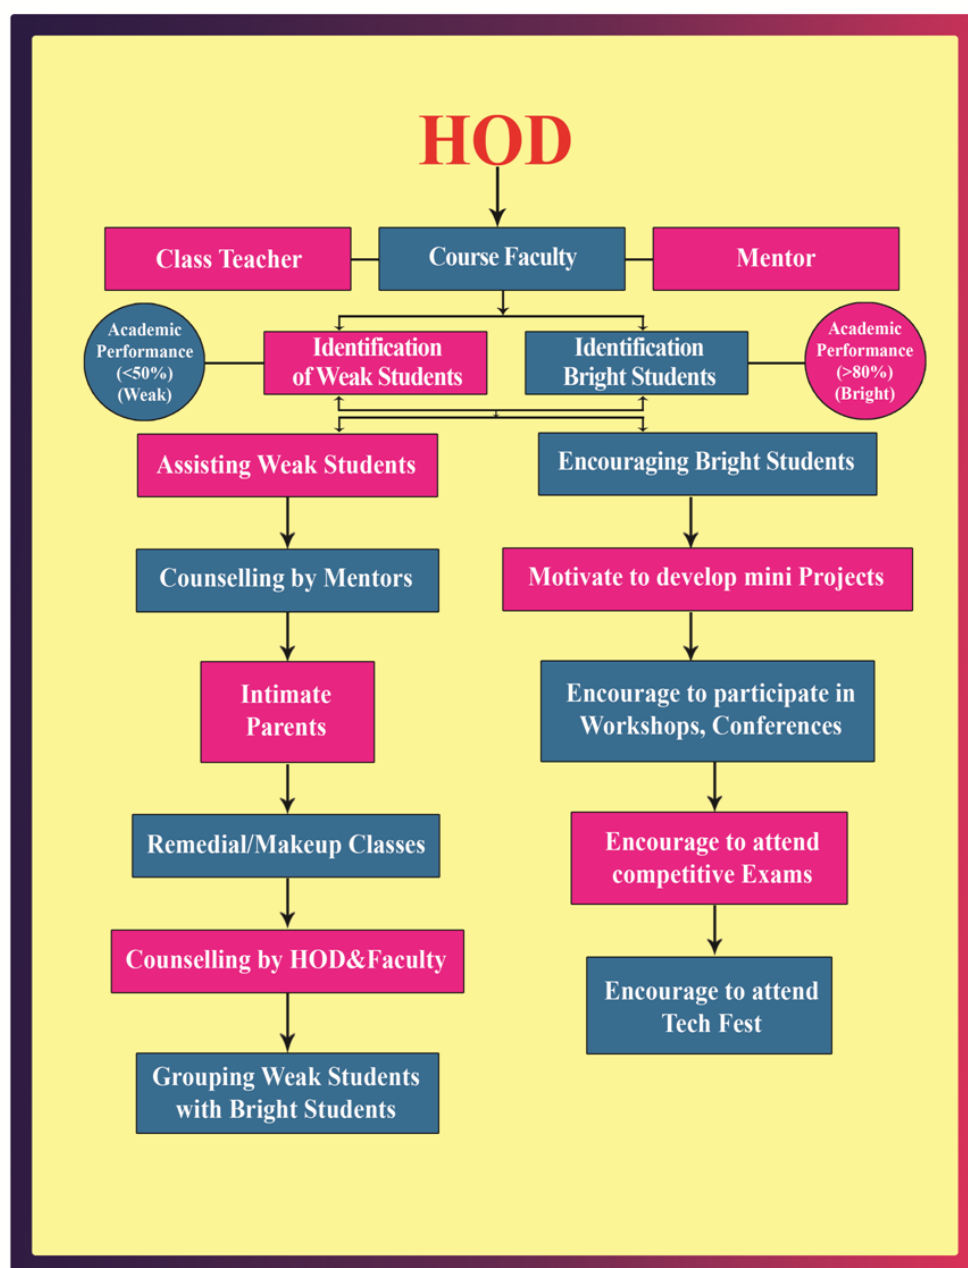 HOD
Class Teacher
Course Faculty
Mentor
Academic
Performance
(<50%)
(Weak)
Identification
of Weak Students
Identification
Bright Students
Academic
Performance
(>80%)
(Bright)
Assisting Weak Students
Encouraging Bright Students
Counselling by Mentors
Motivate to develop mini Projects
Intimate
Parents
Encourage to participate in
Workshops, Conferences
Remedial/Makeup Classes
Encourage to attend
competitive Exams
Counselling by HOD&Faculty
Encourage to attend
Tech Fest
Grouping Weak Students
with Bright Students